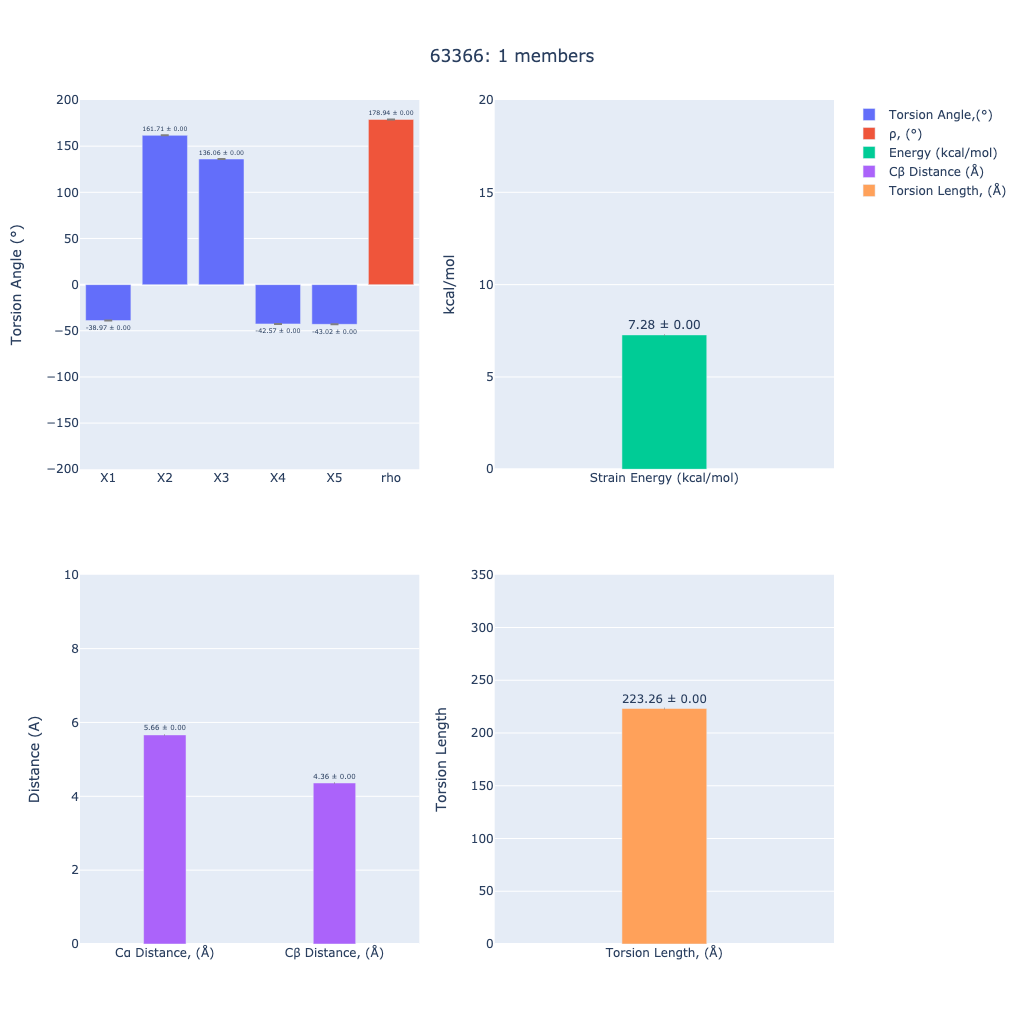 63366: 1 members
Torsion Angle (°)
200
150
100
50
0
−50
−100
−150
−200
-38.97 ± 0.00
161.71 ± 0.00
136.06 ± 0.00
-42.57 ± 0.00
-43.02 ± 0.00
178.94 ± 0.00
X1 X2 X3 X4 X5 rho
kcal/mol
20
15
10
5
0
7.28 ± 0.00
Strain Energy (kcal/mol)
Torsion Angle,(°)
ρ, (°)
Energy (kcal/mol)
Cβ Distance (Å)
Torsion Length, (Å)
Distance (A)
10
8
6
4
2
0
5.66 ± 0.00
4.36 ± 0.00
Cα Distance, (Å) Cβ Distance, (Å)
Torsion Length
350
300
250
200
150
100
50
0
223.26 ± 0.00
Torsion Length, (Å)